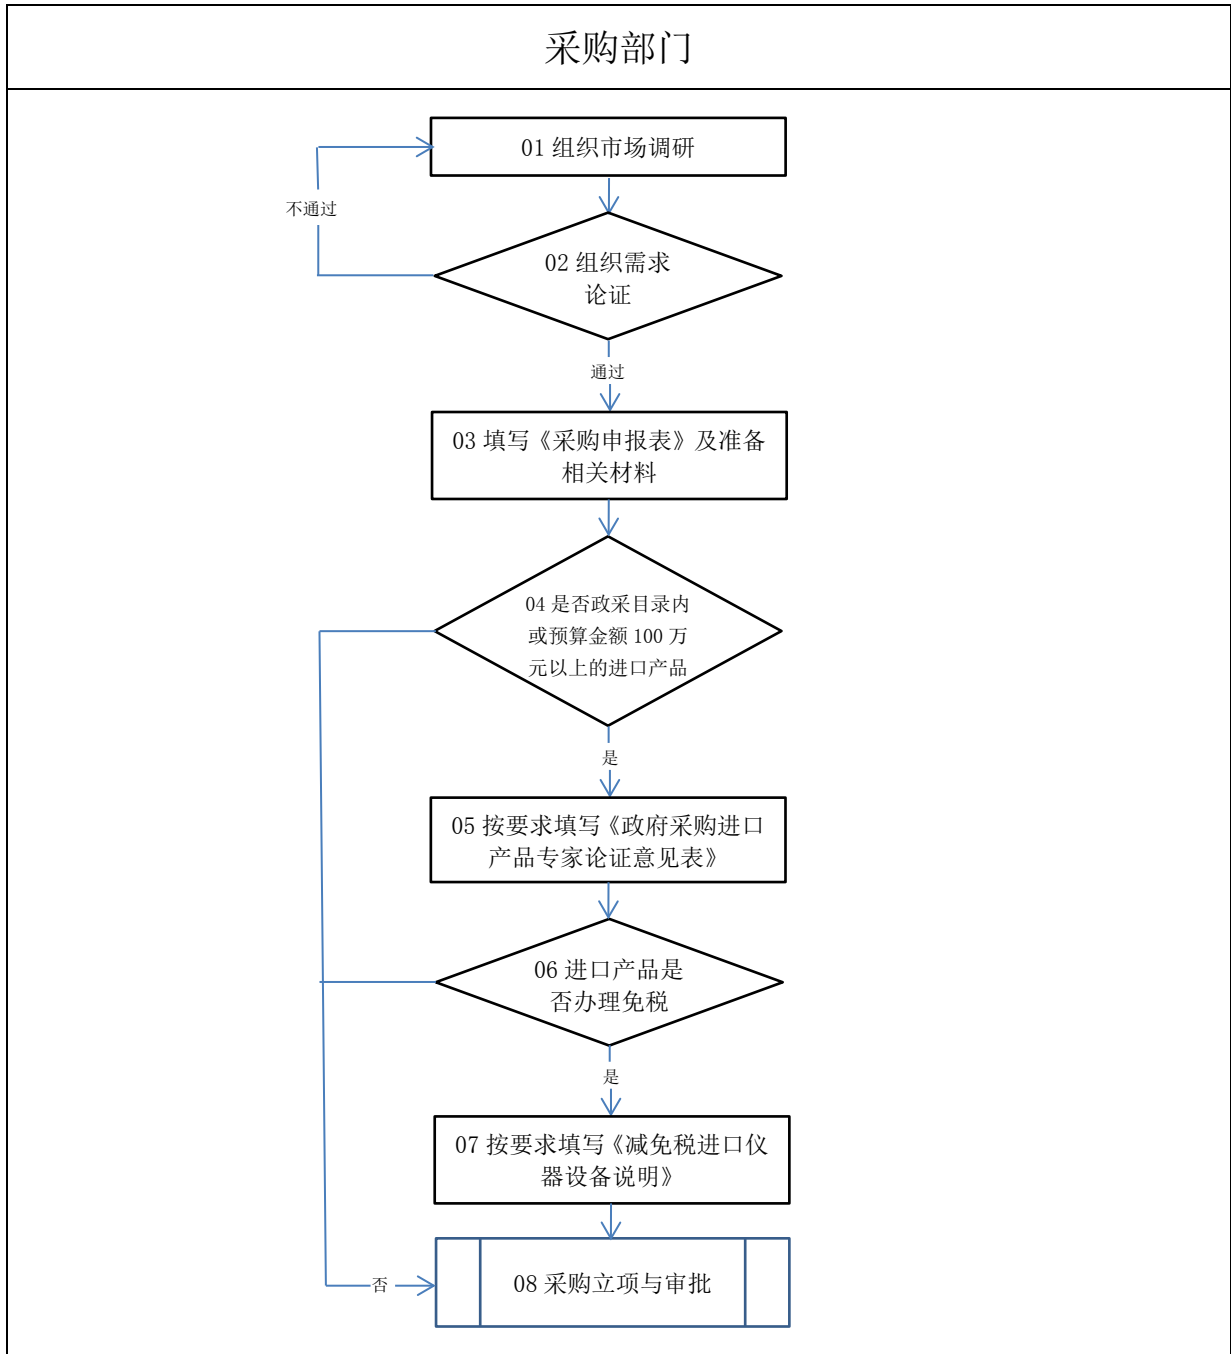 采购部门
01 组织市场调研
不通过
02 组织需求
论证
通过
03 填写《采购申报表》及准备
相关材料
04 是否政采目录内
或预算金额 100 万
元以上的进口产品
是
05 按要求填写《政府采购进口
产品专家论证意见表》
06 进口产品是
否办理免税
是
07 按要求填写《减免税进口仪
器设备说明》
否
08 采购立项与审批